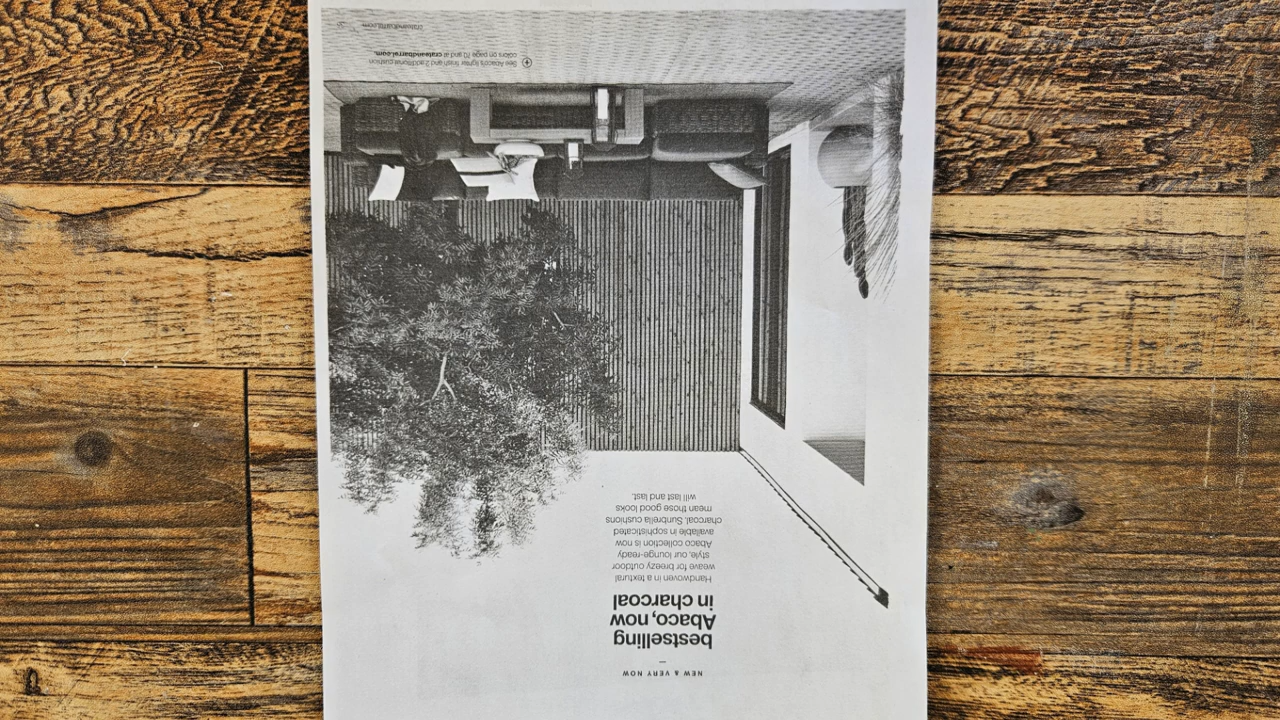 NEW & VERY NOW
bestselling
Abaco, now
in charcoal
Handwoven in a textural
weave for breezy outdoor
style, our lounge-ready
Abaco collection is now
available in sophisticated
charcoal. Sunbrella cushions
mean those good looks
will last and last.
See Abaco's lighter finish and 2 additional cushion
colors on page 10 and at crateandbarrel.com.
crateandbarrel.com